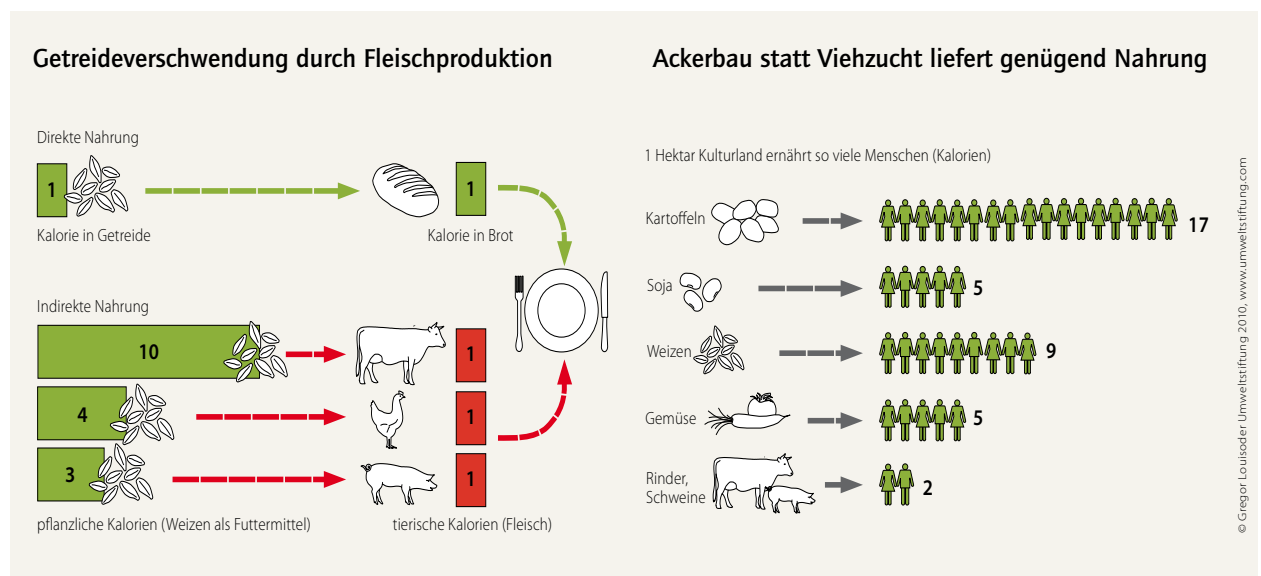 Getreideverschwendung durch Fleischproduktion
Direkte Nahrung
1
1
Kalorie in Getreide
Kalorie in Brot
Indirekte Nahrung
10
1
4
1
3
1
pflanzliche Kalorien (Weizen als Futtermittel)
tierische Kalorien (Fleisch)
Ackerbau statt Viehzucht liefert genügend Nahrung
1 Hektar Kulturland ernährt so viele Menschen (Kalorien)
Kartoffeln
17
Soja
5
Weizen
9
Gemüse
5
Rinder,
Schweine
2
© Gregor Louisoder Umweltstiftung 2010, www.umweltstiftung.com